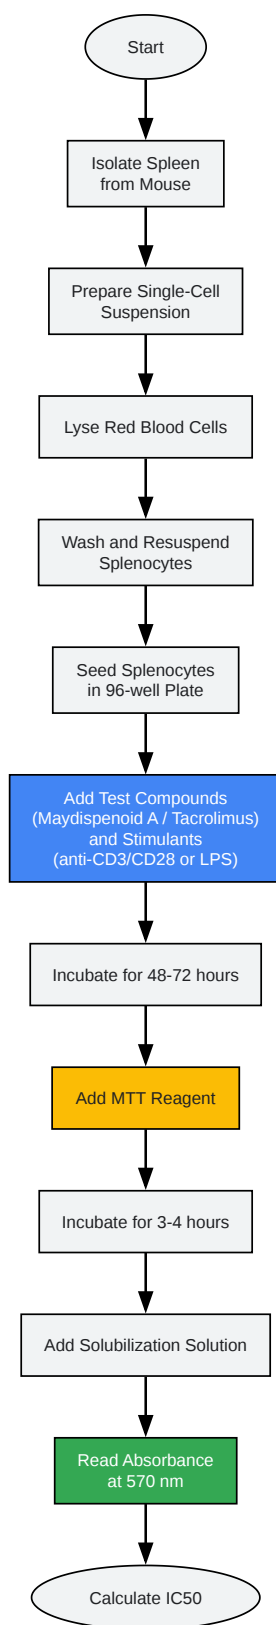 Start
Isolate Spleen
from Mouse
Prepare Single-Cell
Suspension
Lyse Red Blood Cells
Wash and Resuspend
Splenocytes
Seed Splenocytes
in 96-well Plate
Add Test Compounds
(Maydispenoid A / Tacrolimus)
and Stimulants
(anti-CD3/CD28 or LPS)
Incubate for 48-72 hours
Add MTT Reagent
Incubate for 3-4 hours
Add Solubilization Solution
Read Absorbance
at 570 nm
Calculate IC50